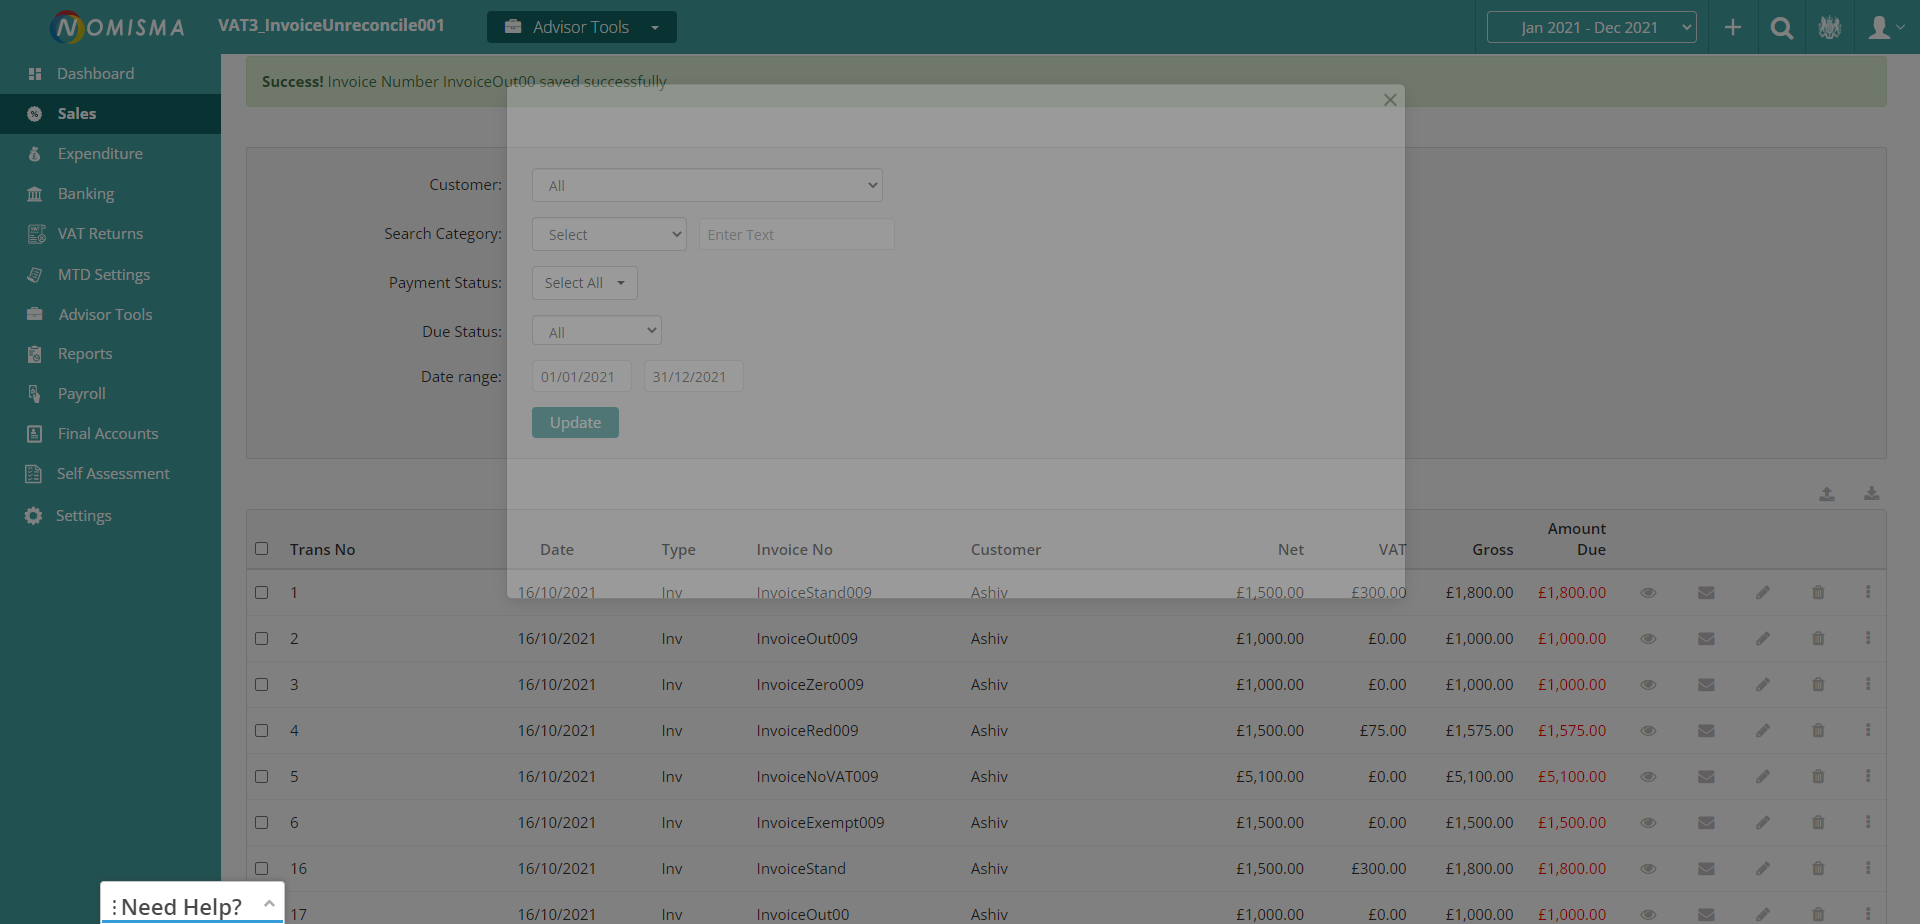 NOMISMA VAT3_InvoiceUnreconcile001 Advisor Tools Jan 2021 - Dec 2021
Dashboard
Sales
Expenditure
Banking
VAT Returns
MTD Settings
Advisor Tools
Reports
Payroll
Final Accounts
Self Assessment
Settings
Success! Invoice Number InvoiceOut00 saved successfully
×
Customer: All
Search Category: Select Enter Text
Payment Status: Select All
Due Status: All
Date range: 01/01/2021 31/12/2021
Update
Trans No Date Type Invoice No Customer Net VAT Gross Amount Due
1 16/10/2021 Inv InvoiceStand009 Ashiv £1,500.00 £300.00 £1,800.00 £1,800.00
2 16/10/2021 Inv InvoiceOut009 Ashiv £1,000.00 £0.00 £1,000.00 £1,000.00
3 16/10/2021 Inv InvoiceZero009 Ashiv £1,000.00 £0.00 £1,000.00 £1,000.00
4 16/10/2021 Inv InvoiceRed009 Ashiv £1,500.00 £75.00 £1,575.00 £1,575.00
5 16/10/2021 Inv InvoiceNoVAT009 Ashiv £5,100.00 £0.00 £5,100.00 £5,100.00
6 16/10/2021 Inv InvoiceExempt009 Ashiv £1,500.00 £0.00 £1,500.00 £1,500.00
16 16/10/2021 Inv InvoiceStand Ashiv £1,500.00 £300.00 £1,800.00 £1,800.00
17 16/10/2021 Inv InvoiceOut00 Ashiv £1,000.00 £0.00 £1,000.00 £1,000.00
Need Help?